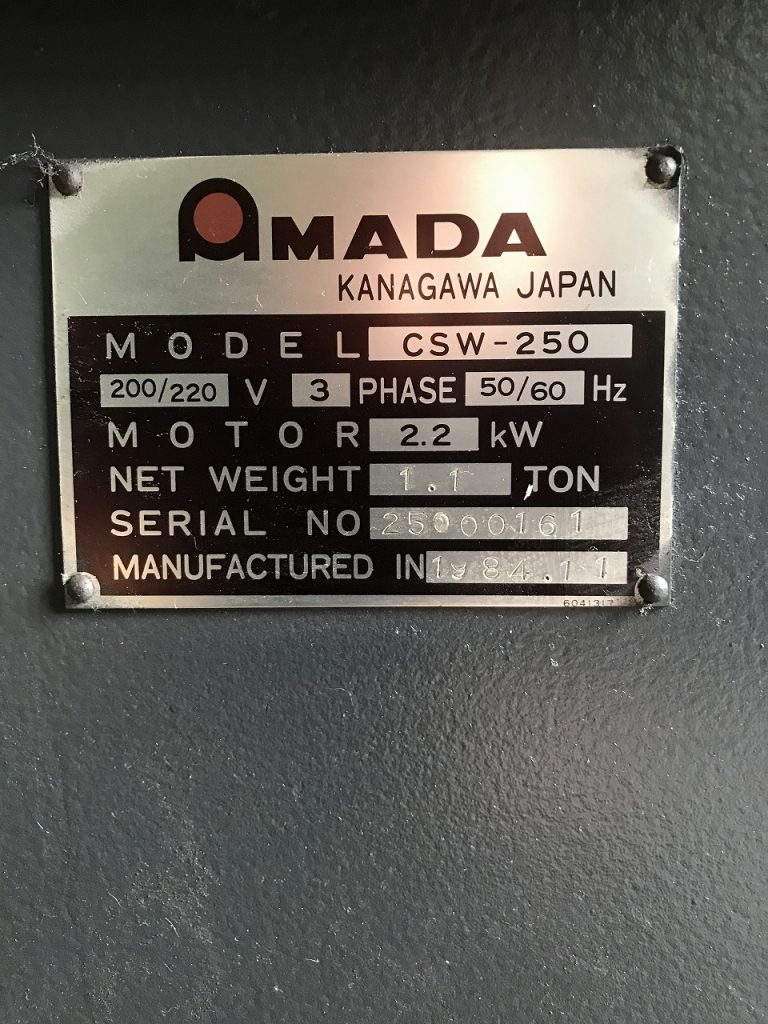 AMADA
KANAGAWA JAPAN
MODEL CSW-250
200/220 V 3 PHASE 50/60 Hz
MOTOR 2.2 kW
NET WEIGHT 1.1 TON
SERIAL NO 25000161
MANUFACTURED IN 1984.11
6041317